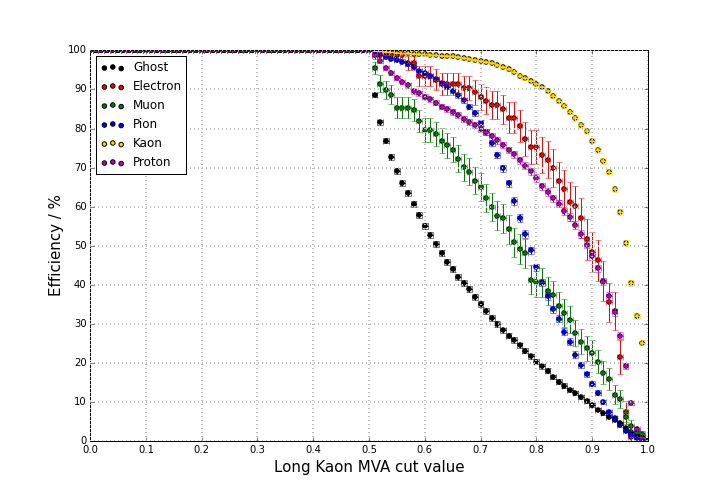 100
90
80
70
60
50
40
30
20
10
0
Efficiency / %
Ghost
Electron
Muon
Pion
Kaon
Proton
0.0 0.1 0.2 0.3 0.4 0.5 0.6 0.7 0.8 0.9 1.0
Long Kaon MVA cut value